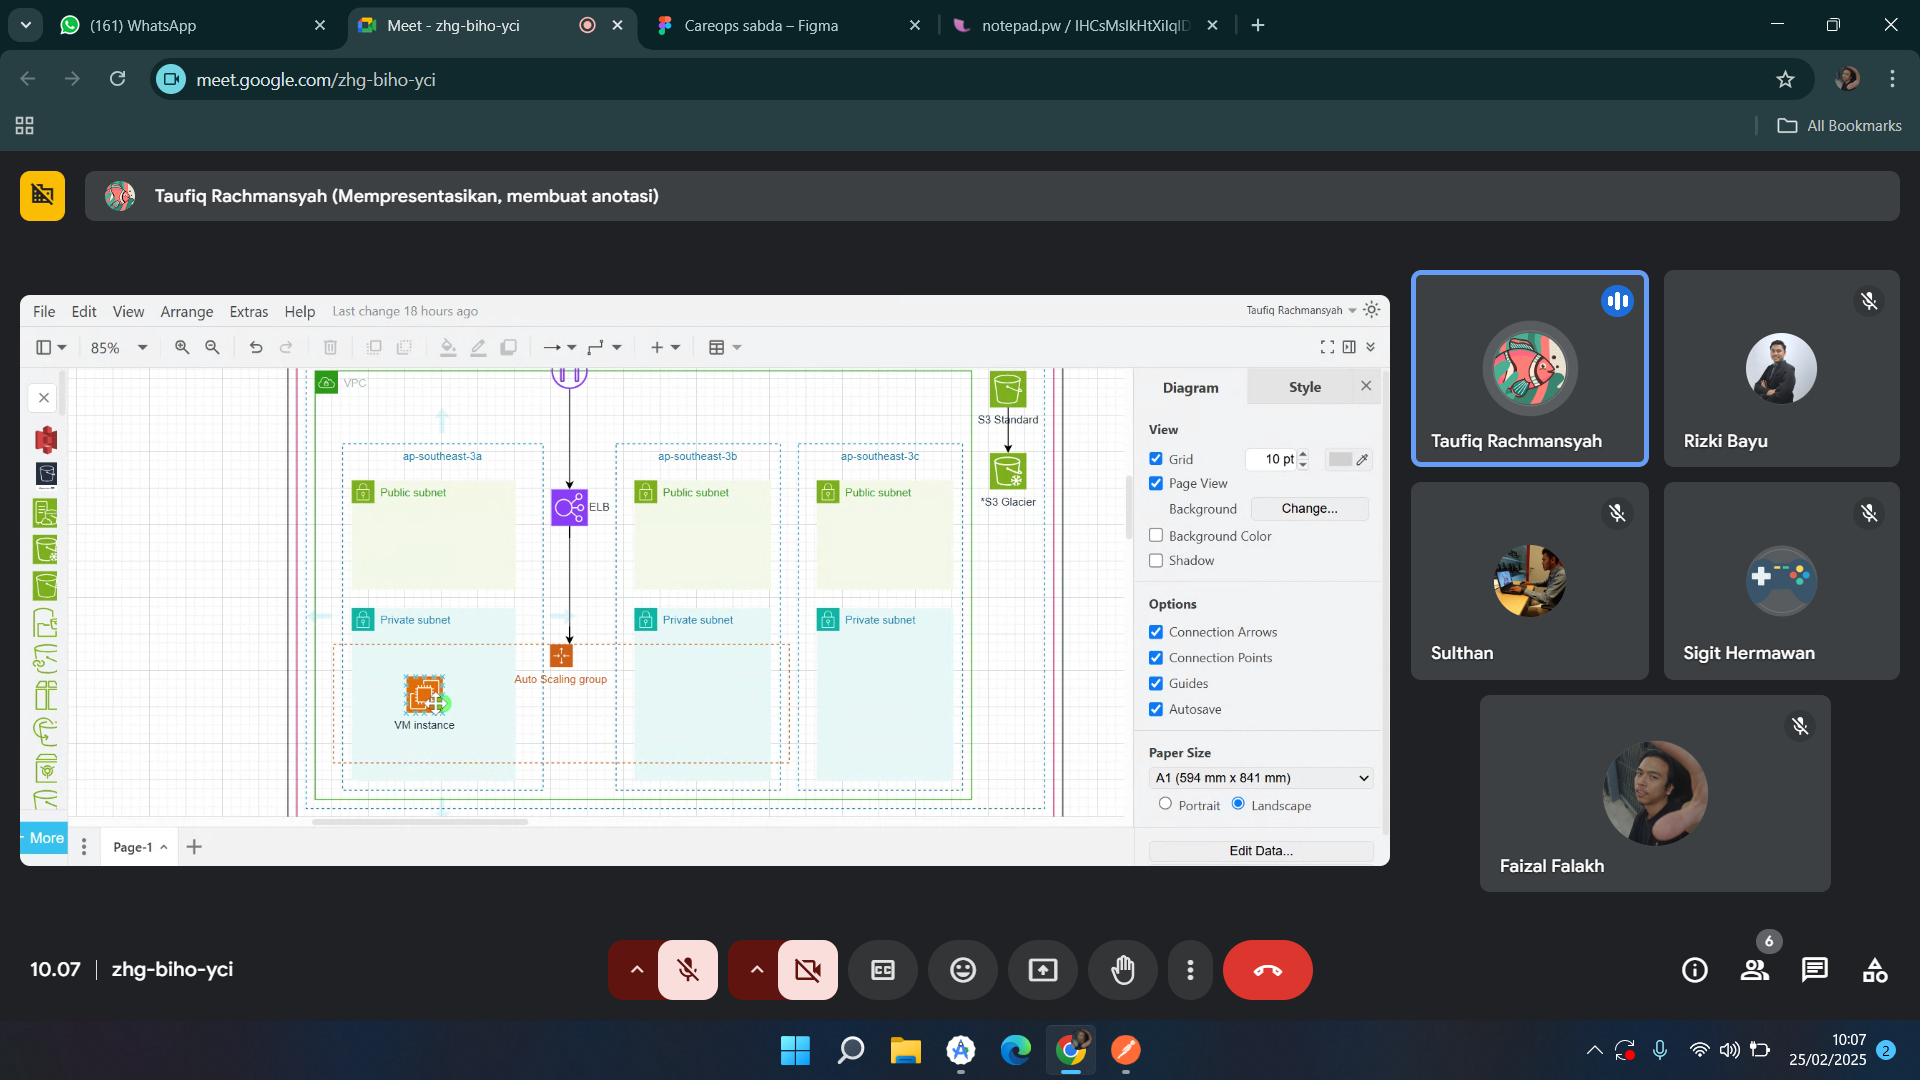 (161) WhatsApp
Meet - zhg-biho-yci
Careops sabda – Figma
notepad.pw / IHCsMslkHtXilqlD
meet.google.com/zhg-biho-yci
All Bookmarks
Taufiq Rachmansyah (Mempresentasikan, membuat anotasi)
File Edit View Arrange Extras Help Last change 18 hours ago
Taufiq Rachmansyah
85%
VPC
S3 Standard
ap-southeast-3a
ap-southeast-3b
ap-southeast-3c
Public subnet
Public subnet
Public subnet
ELB
*S3 Glacier
Private subnet
Private subnet
Private subnet
Auto Scaling group
VM instance
More
Page-1
Diagram
Style
View
Grid
10 pt
Page View
Background
Change...
Background Color
Shadow
Options
Connection Arrows
Connection Points
Guides
Autosave
Paper Size
A1 (594 mm x 841 mm)
Portrait
Landscape
Edit Data...
Taufiq Rachmansyah
Rizki Bayu
Sulthan
Sigit Hermawan
Faizal Falakh
10.07
zhg-biho-yci
6
10:07
25/02/2025
2